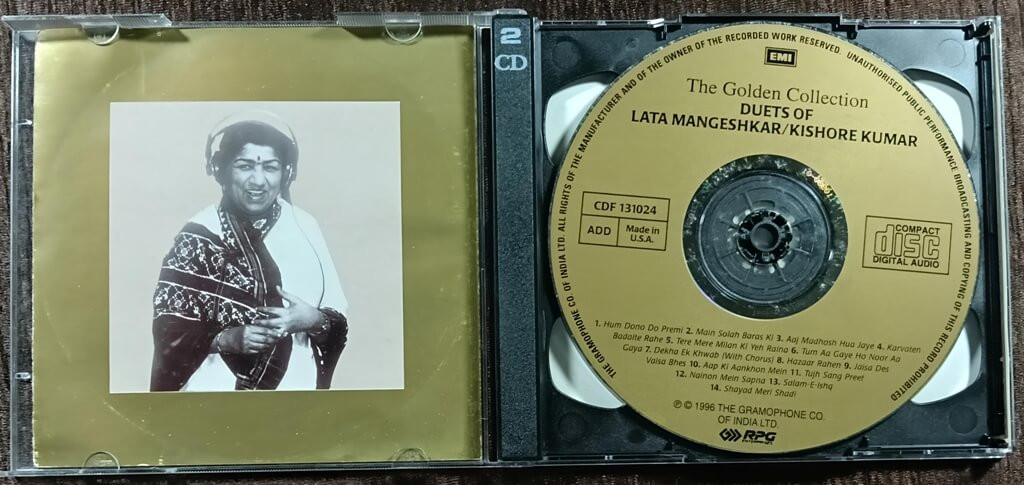 2
CD
THE GRAMOPHONE CO. OF INDIA LTD. ALL RIGHTS OF THE MANUFACTURER AND OF THE OWNER OF THE RECORDED WORK RESERVED. UNAUTHORISED PUBLIC PERFORMANCE BROADCASTING AND COPYING OF THIS RECORD PROHIBITED
EMI
The Golden Collection
DUETS OF
LATA MANGESHKAR/KISHORE KUMAR
CDF 131024
ADD
Made in
U.S.A.
COMPACT
disc
DIGITAL AUDIO
1. Hum Dono Do Premi 2. Main Solah Baras Ki 3. Aaj Madhosh Hua Jaye 4. Karvaten
Badalte Rahe 5. Tere Mere Milan Ki Yeh Raina 6. Tum Aa Gaye Ho Noor Aa
Gaya 7. Dekha Ek Khwab (With Chorus) 8. Hazaar Rahen 9. Jaisa Des
Vaisa Bhes 10. Aap Ki Aankhon Mein 11. Tujh Sang Preet
12. Nainon Mein Sapna 13. Salam-E-Ishq
14. Shayad Meri Shadi
℗ © 1996 THE GRAMOPHONE CO.
OF INDIA LTD.
RPG